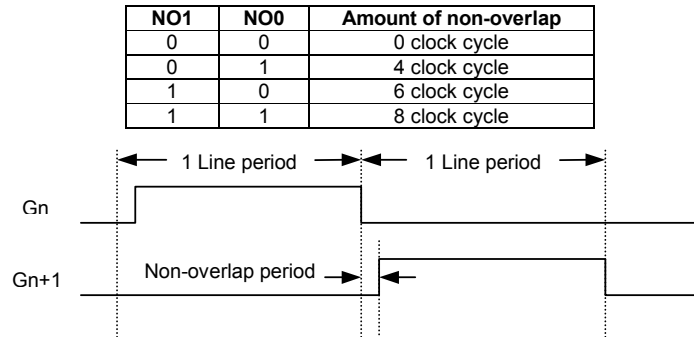 NO1 NO0 Amount of non-overlap
0 0 0 clock cycle
0 1 4 clock cycle
1 0 6 clock cycle
1 1 8 clock cycle
1 Line period 1 Line period
Gn
Non-overlap period
Gn+1